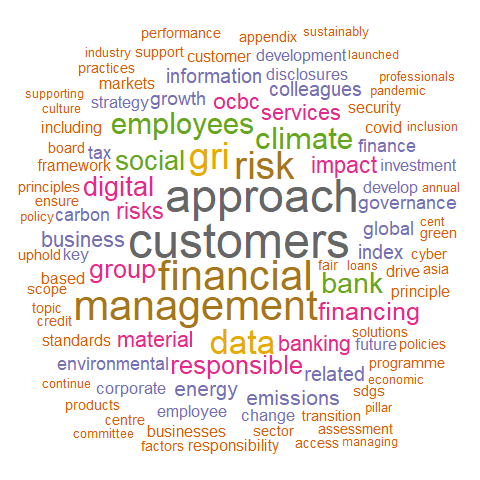 performance
sustainably
appendix
industry support customer development launched
practices information disclosures professionals
markets colleagues pandemic
supporting strategy growth ocbc services security
culture employees climate covid inclusion
including
board tax social gri risk impact finance
framework investment
principles digital approach develop annual
ensure governance
policy carbon risks global cent
green
business customers index cyber
uphold key
based group financial fair loans drive asia
scope bank principle
topic management financing
credit
standards material data banking solutions
future policies
environmental responsible related programme
continue corporate energy emissions economic
sdgs
products employee change transition pillar
centre
committee businesses sector assessment
factors responsibility access managing